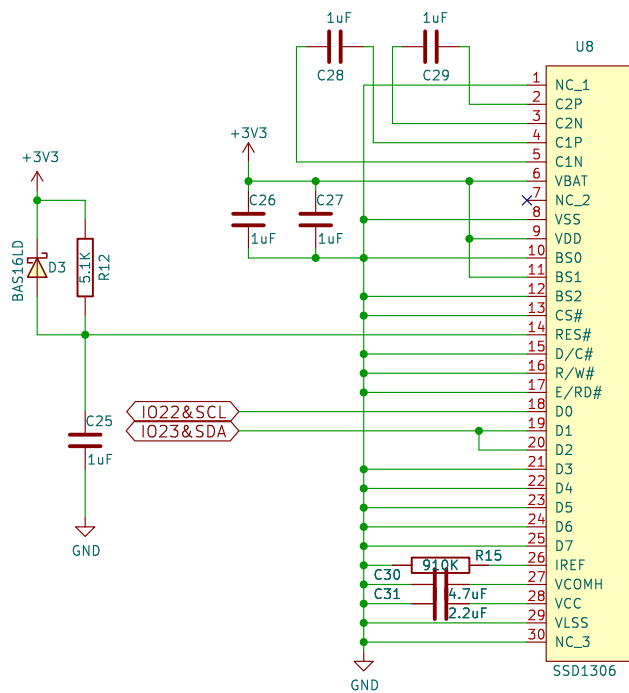 1uF
1uF
C28
C29
U8
+3V3
+3V3
C26
C27
1uF
1uF
BAS16LD
D3
5.1K
R12
C25
1uF
GND
IO22&SCL
IO23&SDA
1 NC_1
2 C2P
3 C2N
4 C1P
5 C1N
6 VBAT
7 NC_2
8 VSS
9 VDD
10 BS0
11 BS1
12 BS2
13 CS#
14 RES#
15 D/C#
16 R/W#
17 E/RD#
18 D0
19 D1
20 D2
21 D3
22 D4
23 D5
24 D6
25 D7
26 IREF
27 VCOMH
28 VCC
29 VLSS
30 NC_3
R15
910K
C30
4.7uF
C31
2.2uF
GND
SSD1306